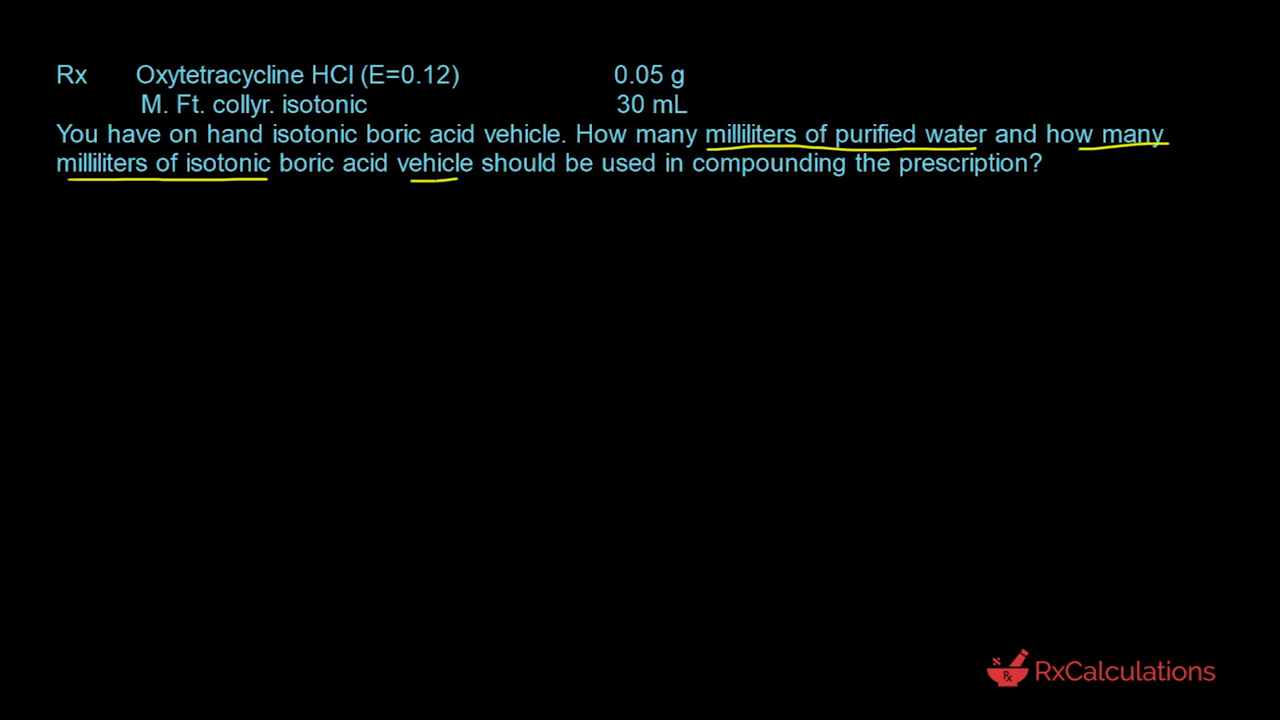 Rx Oxytetracycline HCl (E=0.12) 0.05 g
M. Ft. collyr. isotonic 30 mL
You have on hand isotonic boric acid vehicle. How many milliliters of purified water and how many
milliliters of isotonic boric acid vehicle should be used in compounding the prescription?
Rx RxCalculations